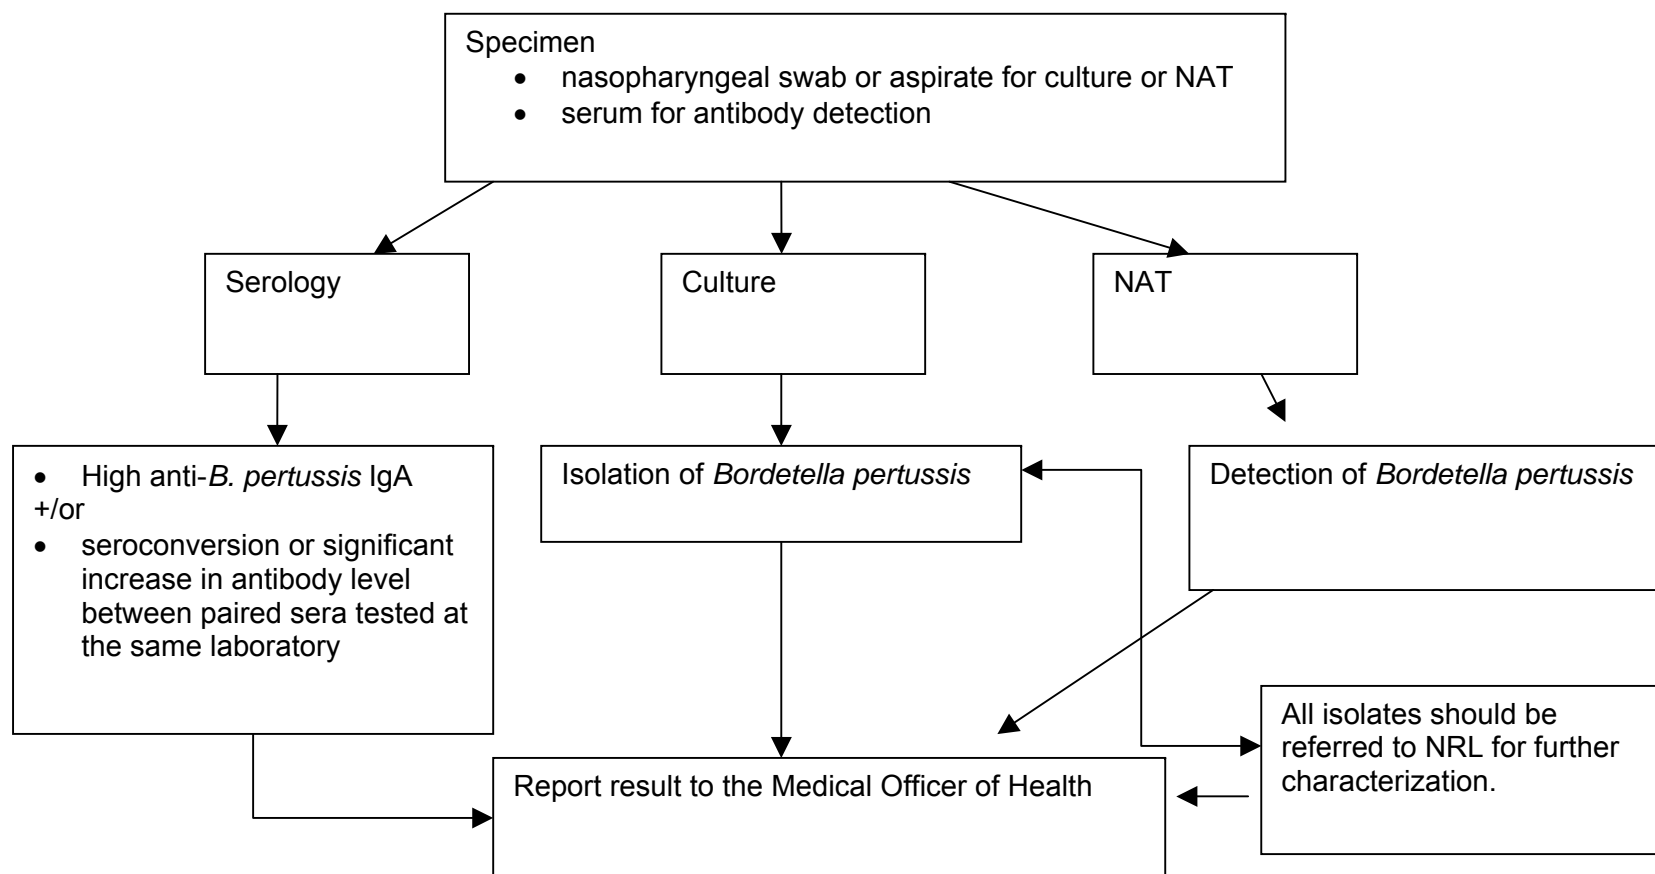 Specimen
• nasopharyngeal swab or aspirate for culture or NAT
• serum for antibody detection
Serology
Culture
NAT
• High anti-B. pertussis IgA
+/or
• seroconversion or significant
increase in antibody level
between paired sera tested at
the same laboratory
Isolation of Bordetella pertussis
Detection of Bordetella pertussis
All isolates should be
referred to NRL for further
characterization.
Report result to the Medical Officer of Health